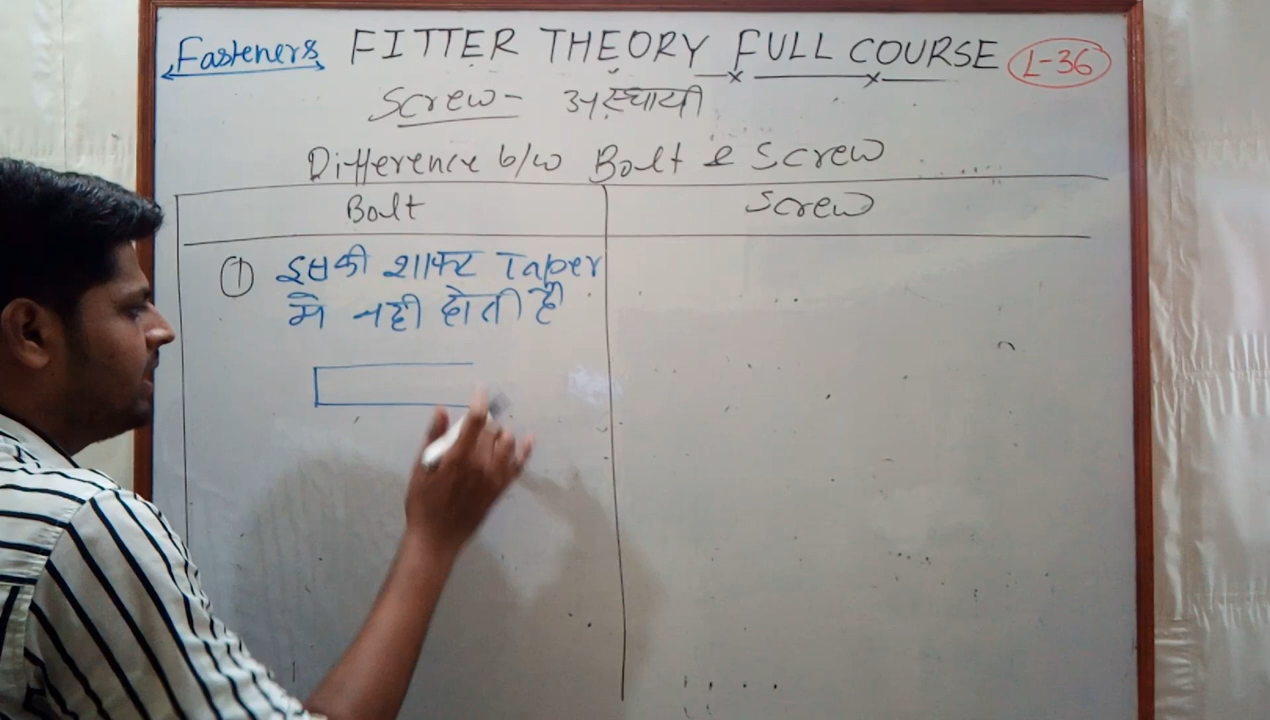 Fasteners FITTER THEORY FULL COURSE L-36
Screw- अस्थायी
Difference b/w Bolt & Screw
Bolt Screw
① इसकी शाफ्ट Taper
मे नही होती है